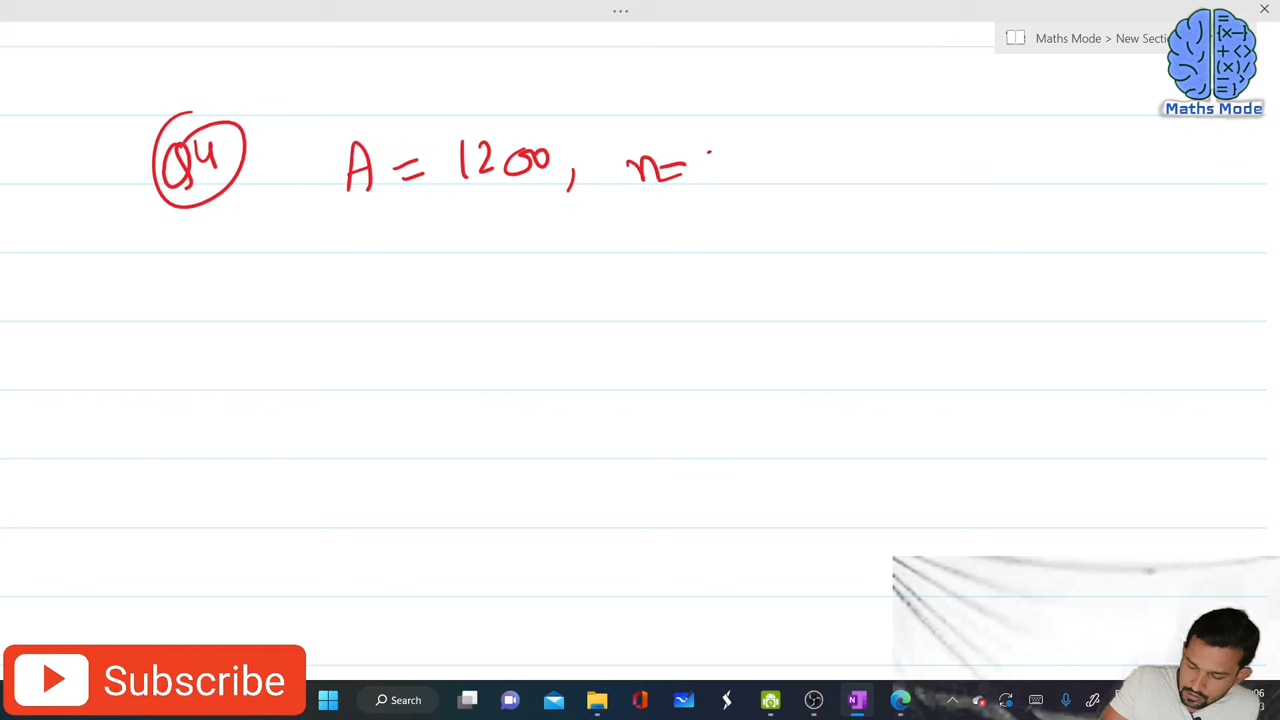 ...
Maths Mode > New Secti
{x-}
+<>
(x)/
Maths Mode
Q4 A = 1200, n=
Subscribe
Search